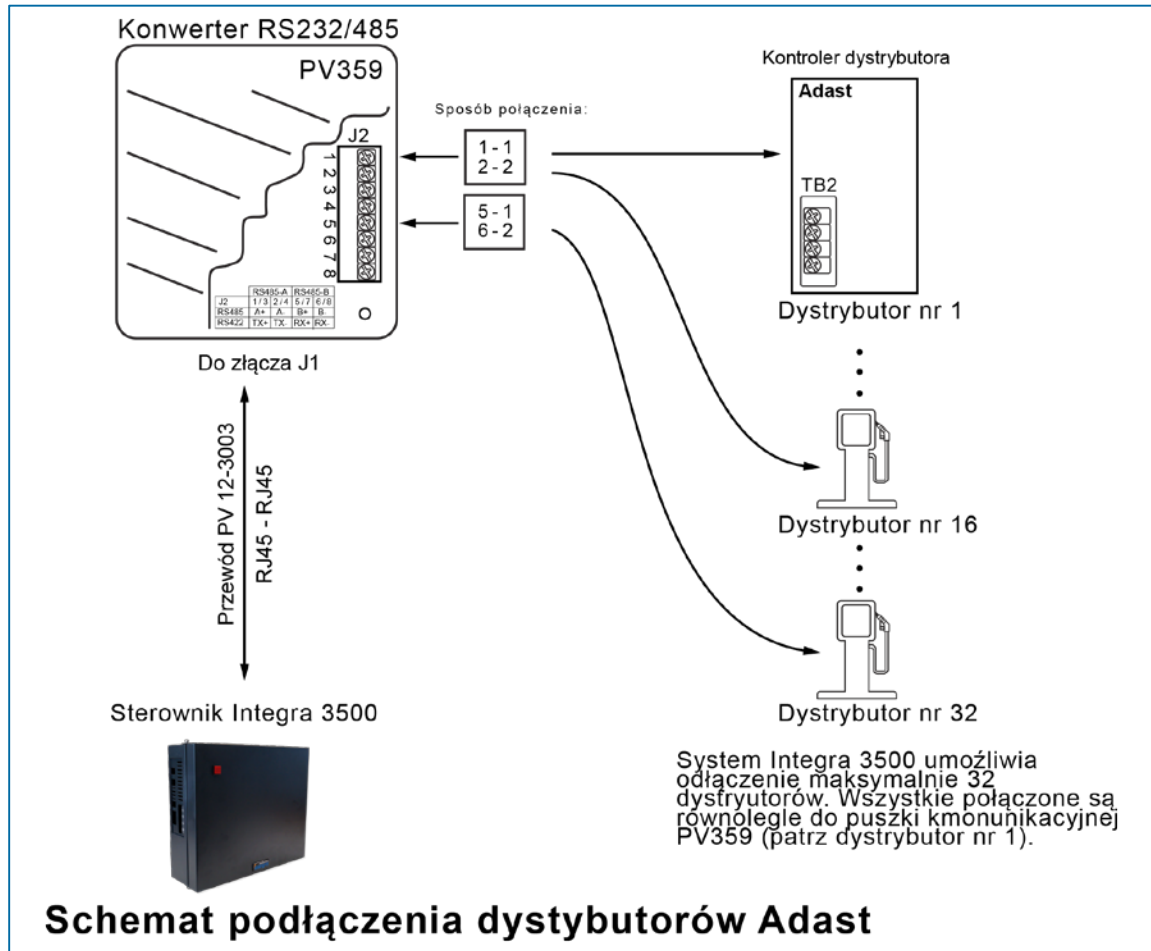 Konwerter RS232/485
PV359
J2
1
2
3
4
5
6
7
8
RS485-A RS485-B
J2 1/3 2/4 5/7 6/8
RS485 A+ A- B+ B-
RS422 TX+ TX- RX+ RX-
Do złącza J1
Sposób połączenia:
1 - 1
2 - 2
5 - 1
6 - 2
Kontroler dystrybutora
Adast
TB2
Dystrybutor nr 1
Dystrybutor nr 16
Dystrybutor nr 32
Przewód PV 12-3003
RJ45 - RJ45
Sterownik Integra 3500
System Integra 3500 umożliwia
odłączenie maksymalnie 32
dystryutorów. Wszystkie połączone są
równolegle do puszki kmonunikacyjnej
PV359 (patrz dystrybutor nr 1).
Schemat podłączenia dystybutorów Adast